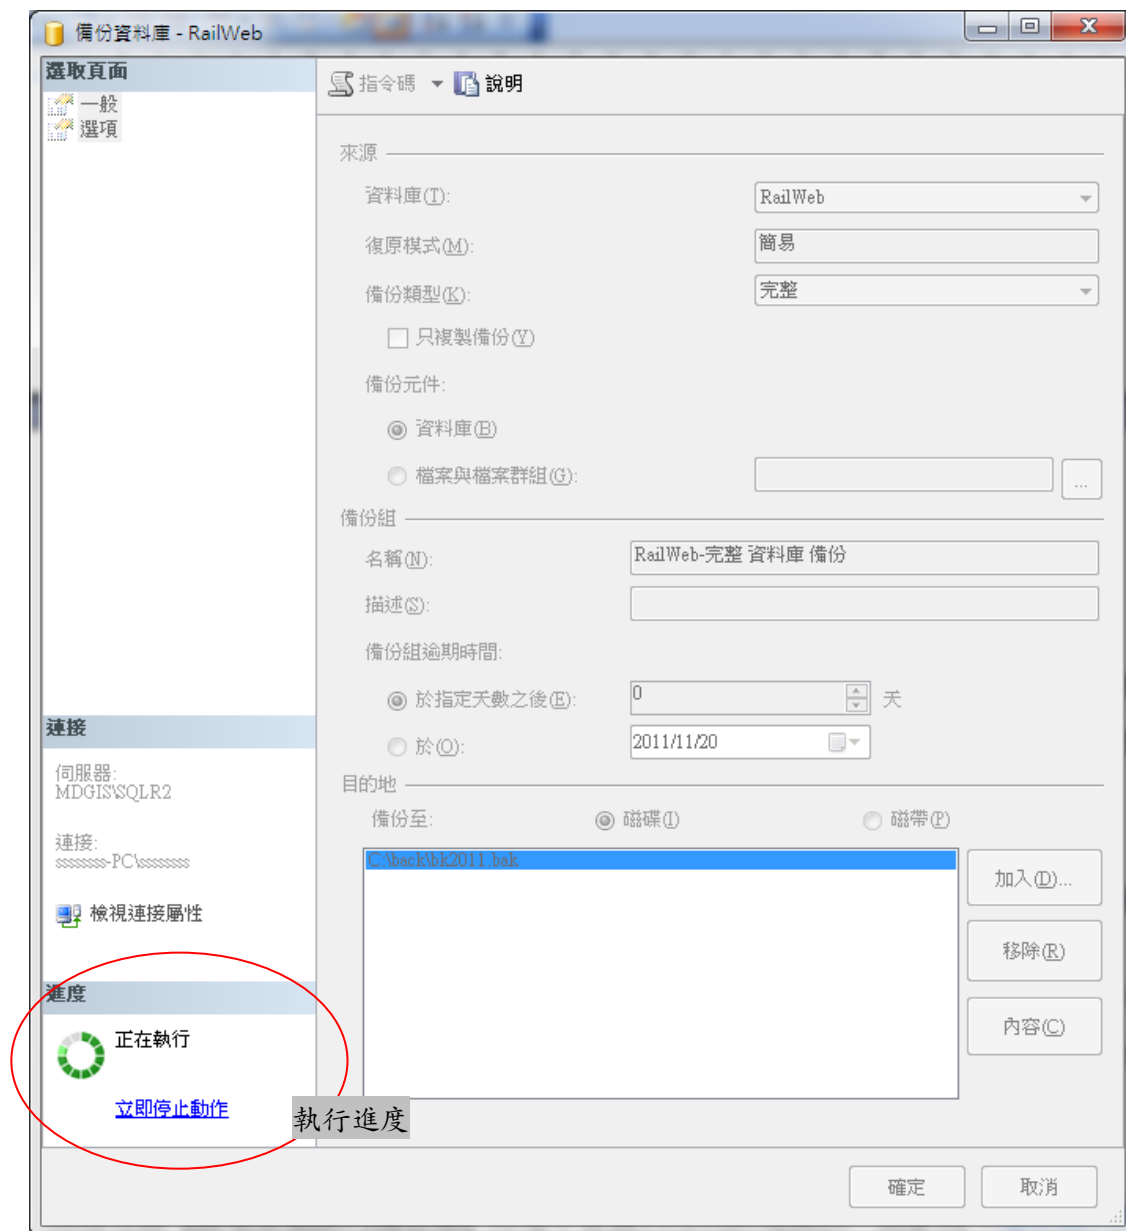 備份資料庫 - RailWeb
選取頁面
一般
選項
指令碼
說明
來源
資料庫(T):
RailWeb
復原模式(M):
簡易
備份類型(K):
完整
只複製備份(Y)
備份元件:
資料庫(B)
檔案與檔案群組(G):
...
備份組
名稱(N):
RailWeb-完整 資料庫 備份
描述(S):
備份組逾期時間:
於指定天數之後(E):
0
天
於(O):
2011/11/20
目的地
備份至:
磁碟(I)
磁帶(P)
C:\back\bk2011.bak
加入(D)...
移除(R)
內容(C)
連接
伺服器:
MDGIS\SQLR2
連接:
ssssssss-PC\ssssssss
檢視連接屬性
進度
正在執行
立即停止動作
執行進度
確定
取消